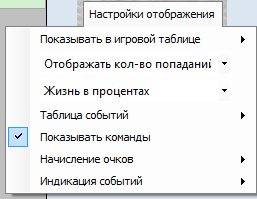 Настройки отображения
Показывать в игровой таблице
Отображать кол-во попаданий
Жизнь в процентах
Таблица событий
Показывать команды
Начисление очков
Индикация событий